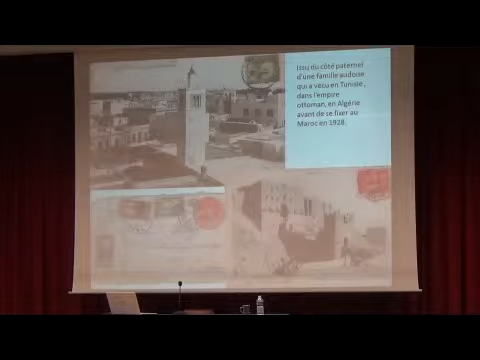 Issu du côté paternel
d'une famille audoise
qui a vécu en Tunisie,
dans l'empire
ottoman, en Algérie
avant de se fixer au
Maroc en 1928.